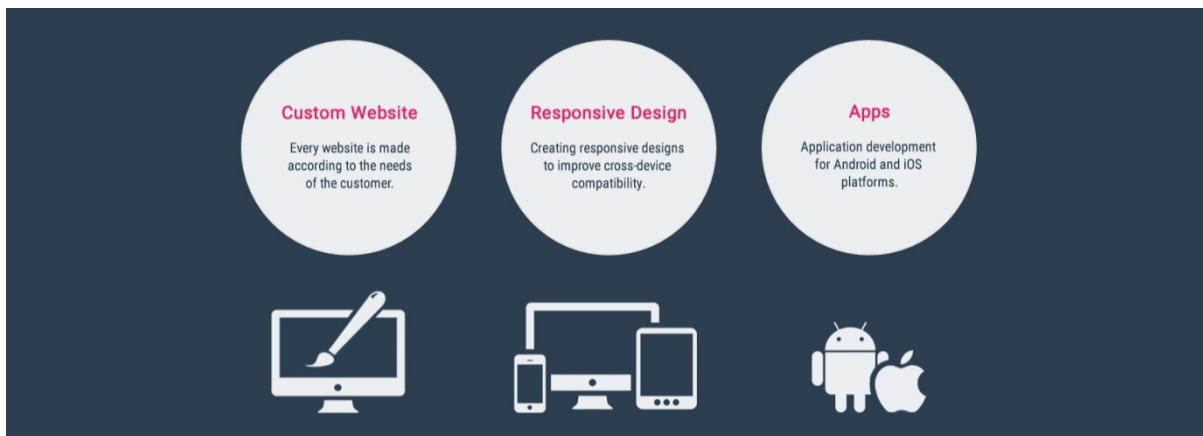 Custom Website
Every website is made
according to the needs
of the customer.
Responsive Design
Creating responsive designs
to improve cross-device
compatibility.
Apps
Application development
for Android and iOS
platforms.